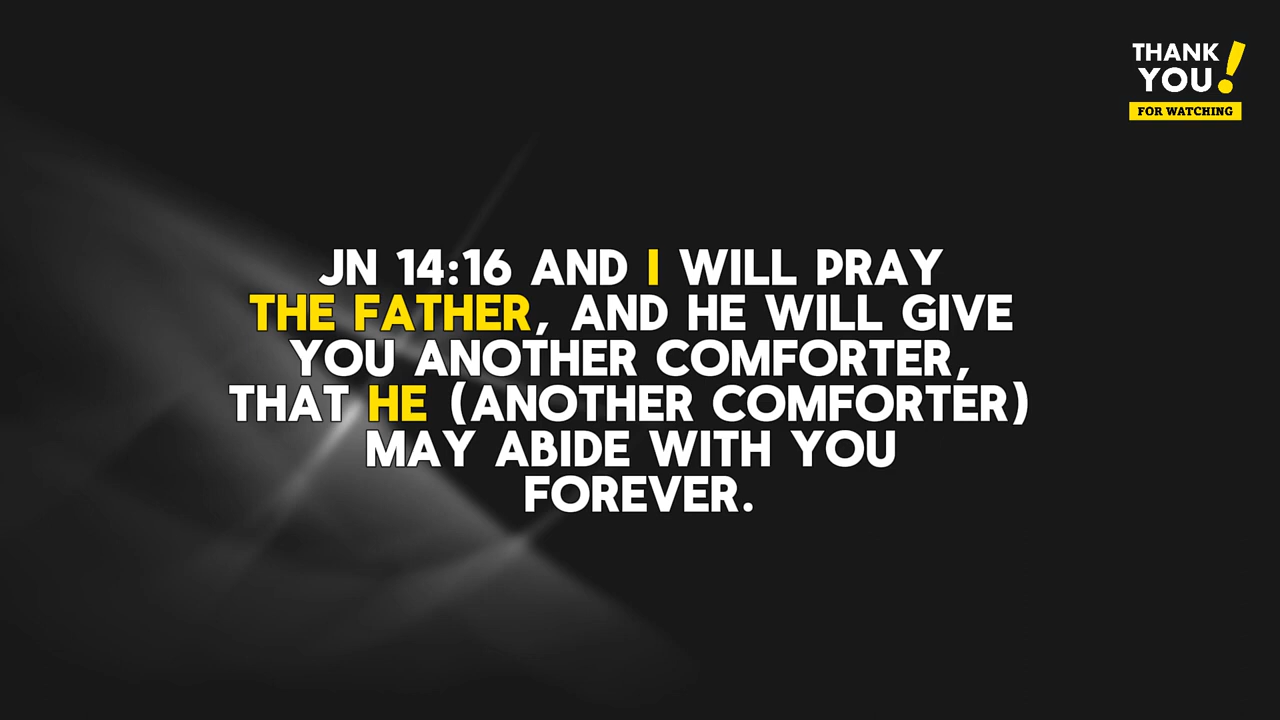 THANK
YOU!
FOR WATCHING
JN 14:16 AND I WILL PRAY
THE FATHER, AND HE WILL GIVE
YOU ANOTHER COMFORTER,
THAT HE (ANOTHER COMFORTER)
MAY ABIDE WITH YOU
FOREVER.